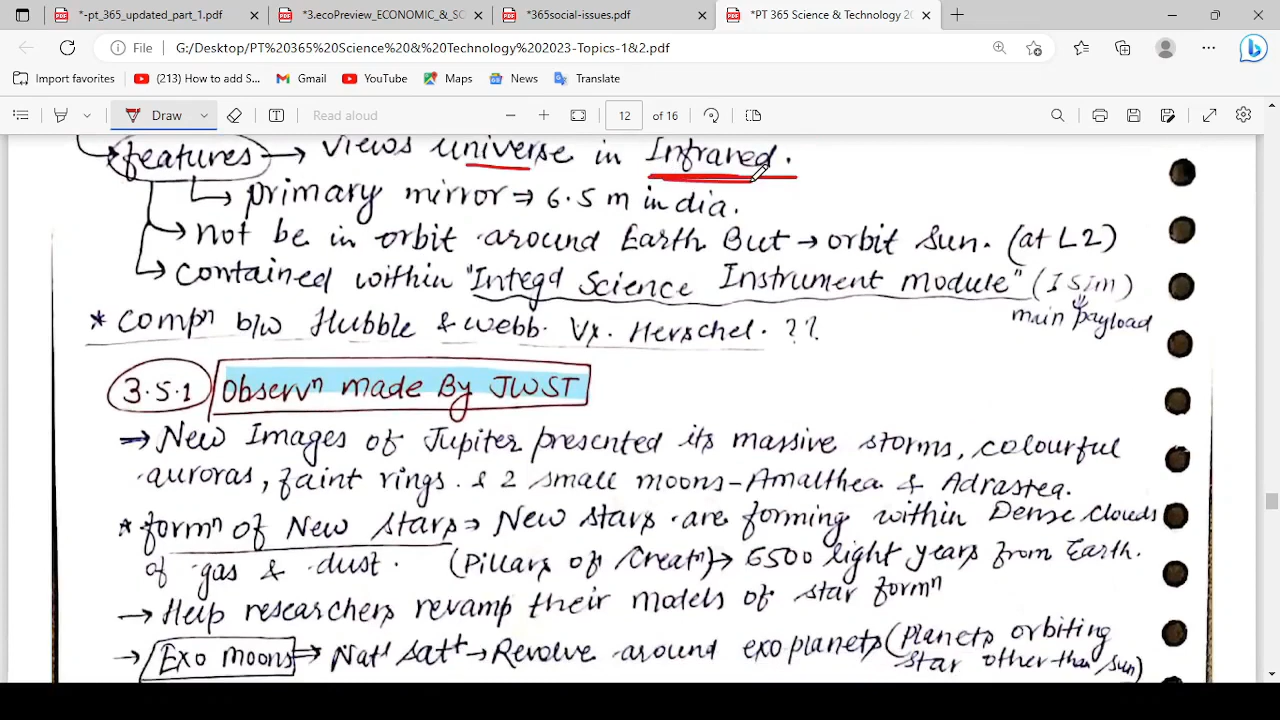 -pt_365_updated_part_1.pdf
*3.ecoPreview_ECONOMIC_&_SC
*365social-issues.pdf
*PT 365 Science & Technology 20
File
G:/Desktop/PT%20365%20Science%20&%20Technology%202023-Topics-1&2.pdf
Import favorites
(213) How to add S...
Gmail
YouTube
Maps
News
Translate
Draw
Read aloud
12 of 16
features → views universe in Infrared.
primary mirror ⇒ 6.5 m in dia.
not be in orbit around Earth But → orbit sun. (at L2)
contained within "Integd Science Instrument module" (ISim)
main payload
* compⁿ b/w Hubble & webb. Vx. Herschel. ??
3.5.1 Observⁿ made By JWST
→ New Images of Jupiter presented its massive storms, colourful
auroras, faint rings & 2 small moons - Amalthea & Adrastea.
* formⁿ of New stars ⇒ New stars are forming within Dense clouds
of gas & dust. (Pillars of Creatⁿ) → 6500 light years from Earth.
→ Help researchers revamp their models of star formⁿ
→ Exo moons ⇒ Natˡ satᵗ → Revolve around exoplanets (planets orbiting
star other than sun)